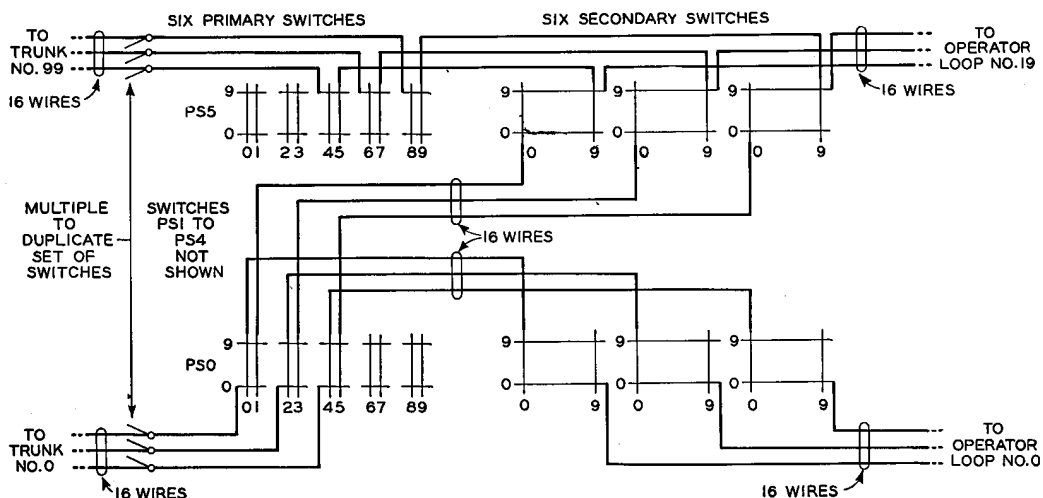 SIX PRIMARY SWITCHES
SIX SECONDARY SWITCHES
TO
TRUNK
NO. 99
16 WIRES
TO
OPERATOR
LOOP NO.19
16 WIRES
9
PS5
0
01 23 45 67 89
9
0
0 9
9
0
0 9
9
0
0 9
MULTIPLE
TO
DUPLICATE
SET OF
SWITCHES
SWITCHES
PS1 TO
PS4
NOT
SHOWN
16 WIRES
9
PS0
0
01 23 45 67 89
9
0
0 9
9
0
0 9
9
0
0 9
TO
TRUNK
NO.0
16 WIRES
TO
OPERATOR
LOOP NO.0
16 WIRES